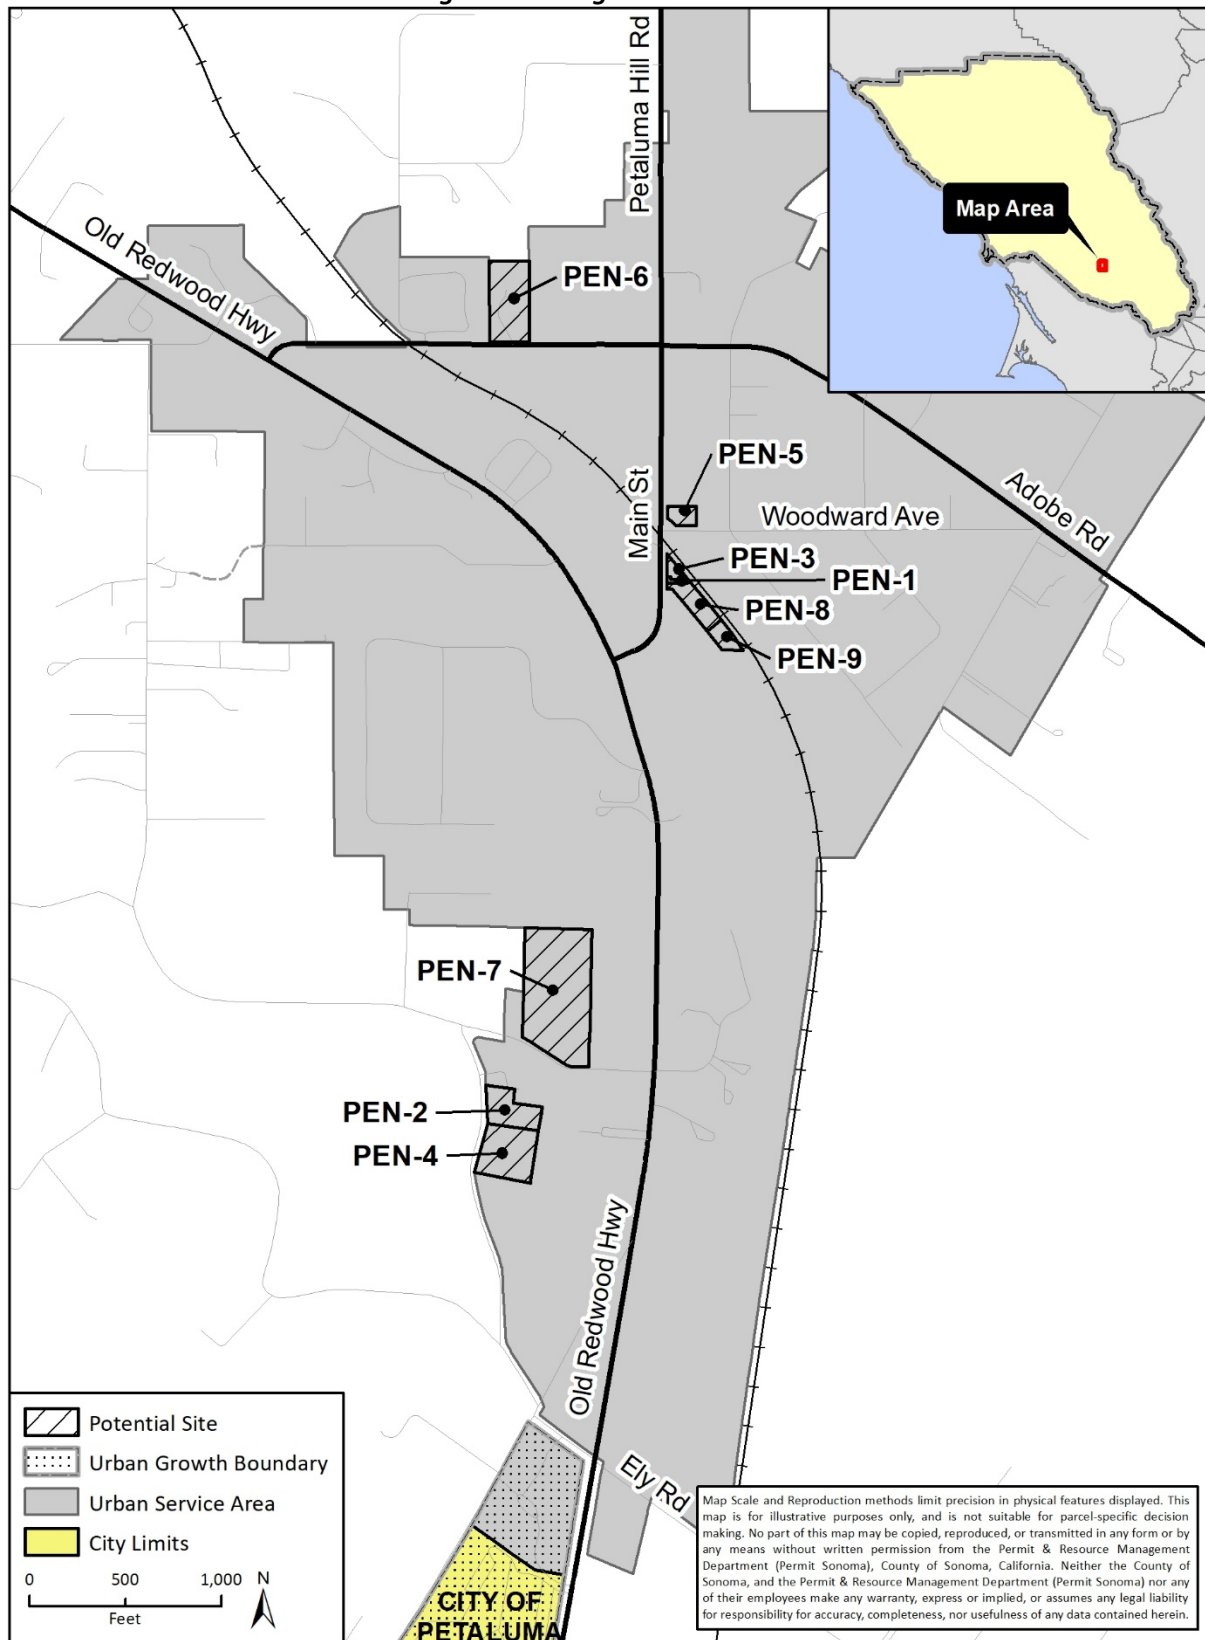 Petaluma Hill Rd
Map Area
Old Redwood Hwy
PEN-6
PEN-5
Main St
Woodward Ave
Adobe Rd
PEN-3
PEN-1
PEN-8
PEN-9
PEN-7
PEN-2
PEN-4
Old Redwood Hwy
Ely Rd
Potential Site
Urban Growth Boundary
Urban Service Area
City Limits
0 500 1,000
Feet
N
CITY OF
PETALUMA
Map Scale and Reproduction methods limit precision in physical features displayed. This
map is for illustrative purposes only, and is not suitable for parcel-specific decision
making. No part of this map may be copied, reproduced, or transmitted in any form or by
any means without written permission from the Permit & Resource Management
Department (Permit Sonoma), County of Sonoma, California. Neither the County of
Sonoma, and the Permit & Resource Management Department (Permit Sonoma) nor any
of their employees make any warranty, express or implied, or assumes any legal liability
for responsibility for accuracy, completeness, nor usefulness of any data contained herein.